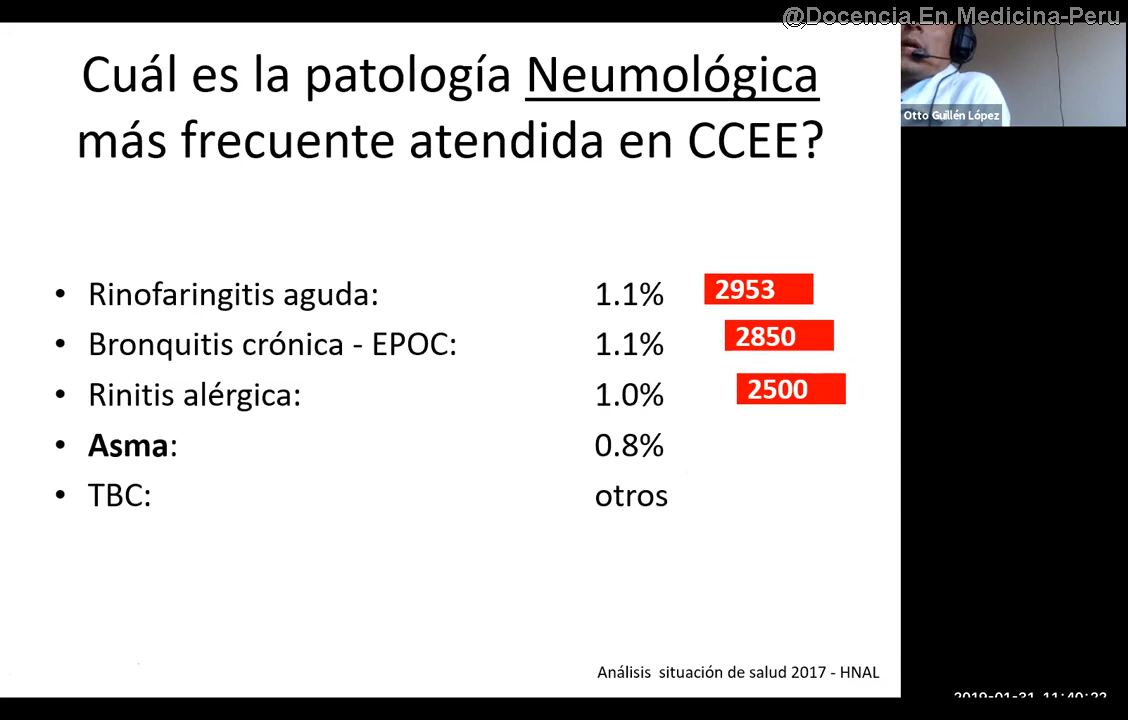 @Docencia.En.Medicina-Peru
Cuál es la patología Neumológica
más frecuente atendida en CCEE?
Otto Guillén López
• Rinofaringitis aguda: 1.1% 2953
• Bronquitis crónica - EPOC: 1.1% 2850
• Rinitis alérgica: 1.0% 2500
• Asma: 0.8%
• TBC: otros
Análisis situación de salud 2017 - HNAL
2019-01-31 11:40:22